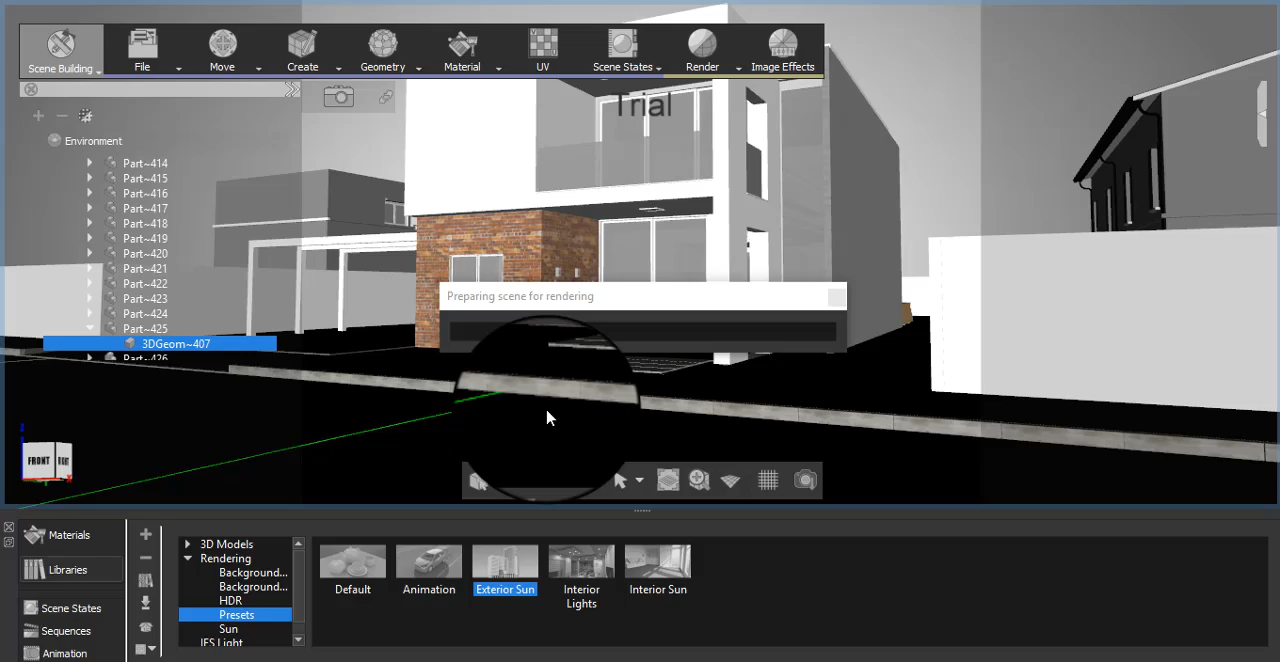 Scene Building
File
Move
Create
Geometry
Material
UV
Scene States
Render
Image Effects
Trial
Environment
Part~414
Part~415
Part~416
Part~417
Part~418
Part~419
Part~420
Part~421
Part~422
Part~423
Part~424
Part~425
3DGeom~407
Part~426
Preparing scene for rendering
FRONT
Materials
Libraries
Scene States
Sequences
Animation
3D Models
Rendering
Background...
Background...
HDR
Presets
Sun
IES Light
Default
Animation
Exterior Sun
Interior
Lights
Interior Sun